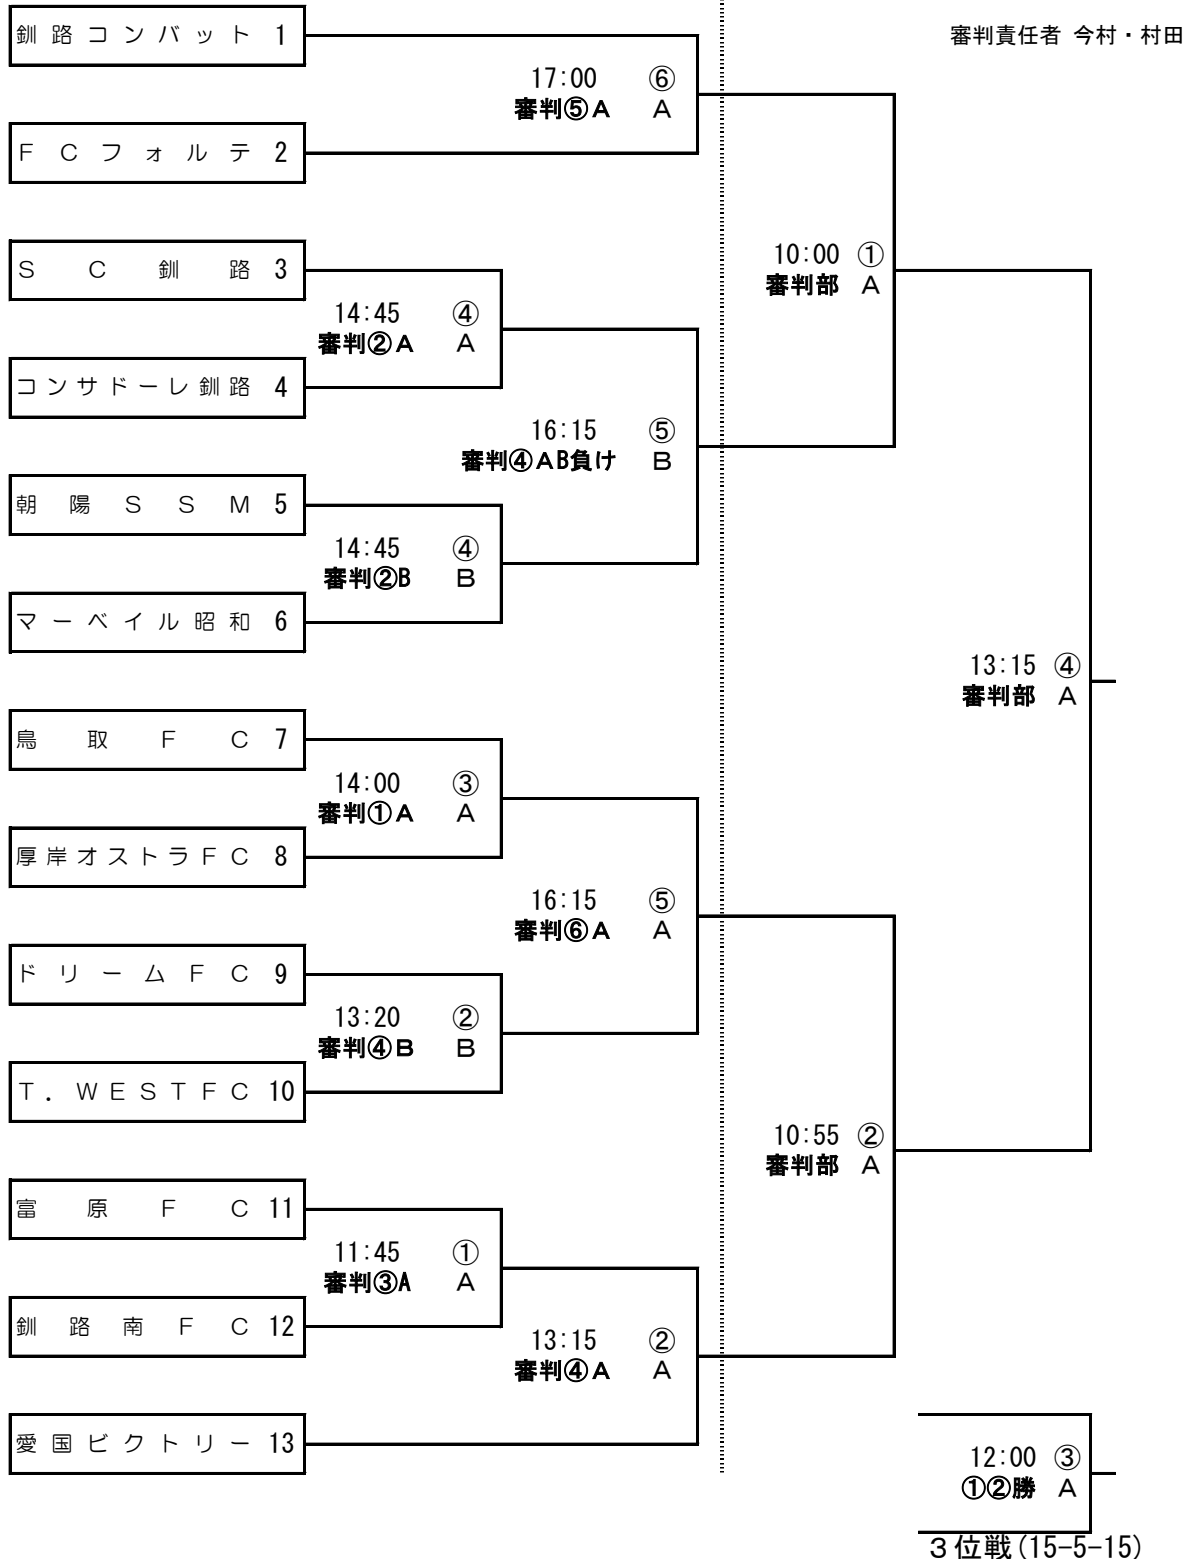 審判責任者 今村・村田
釧路コンバット 1
17:00 ⑥
審判⑤A A
FCフォルテ 2
SC釧路 3
10:00 ①
審判部 A
14:45 ④
審判②A A
コンサドーレ釧路 4
16:15 ⑤
審判④AB負け B
朝陽SSM 5
14:45 ④
審判②B B
マーベイル昭和 6
13:15 ④
審判部 A
鳥取FC 7
14:00 ③
審判①A A
厚岸オストラFC 8
16:15 ⑤
審判⑥A A
ドリームFC 9
13:20 ②
審判④B B
T.WESTFC 10
10:55 ②
審判部 A
富原FC 11
11:45 ①
審判③A A
釧路南FC 12
13:15 ②
審判④A A
愛国ビクトリー 13
12:00 ③
①②勝 A
3位戦(15-5-15)